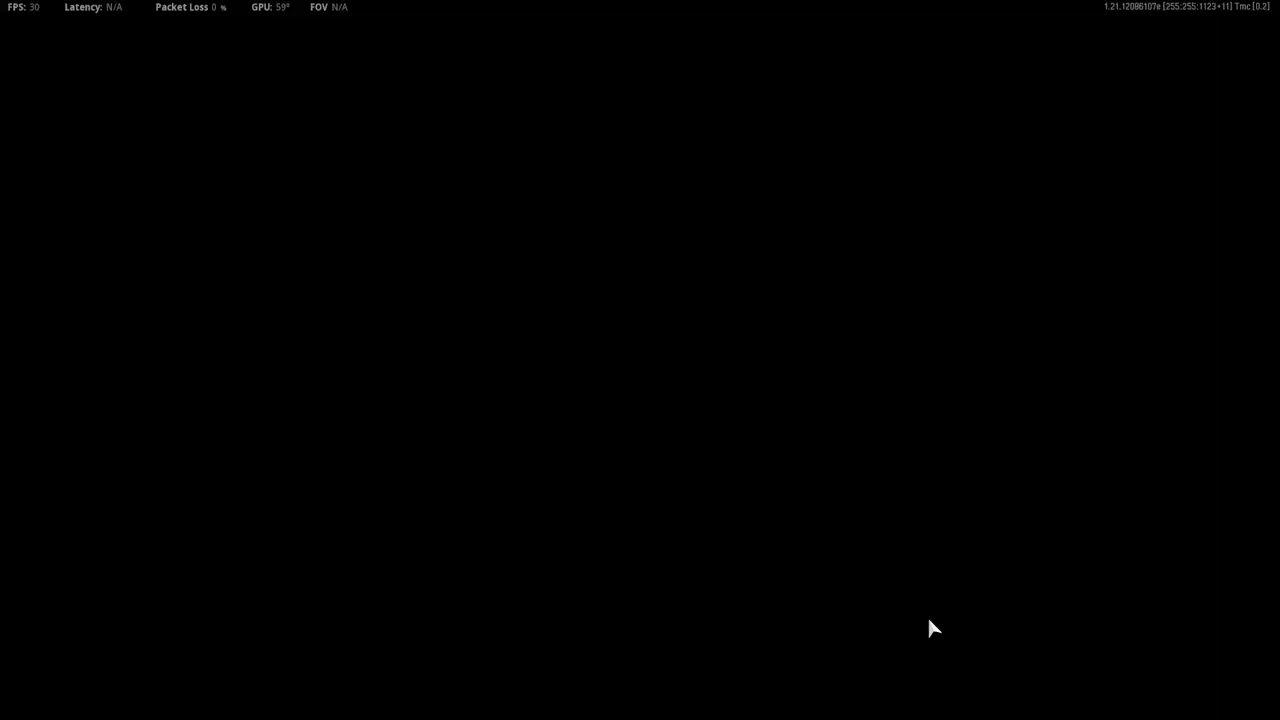 FPS: 30 Latency: N/A Packet Loss 0 % GPU: 59° FOV N/A
1.21.12086107e [255:255:1123+11] Tmc [0.2]